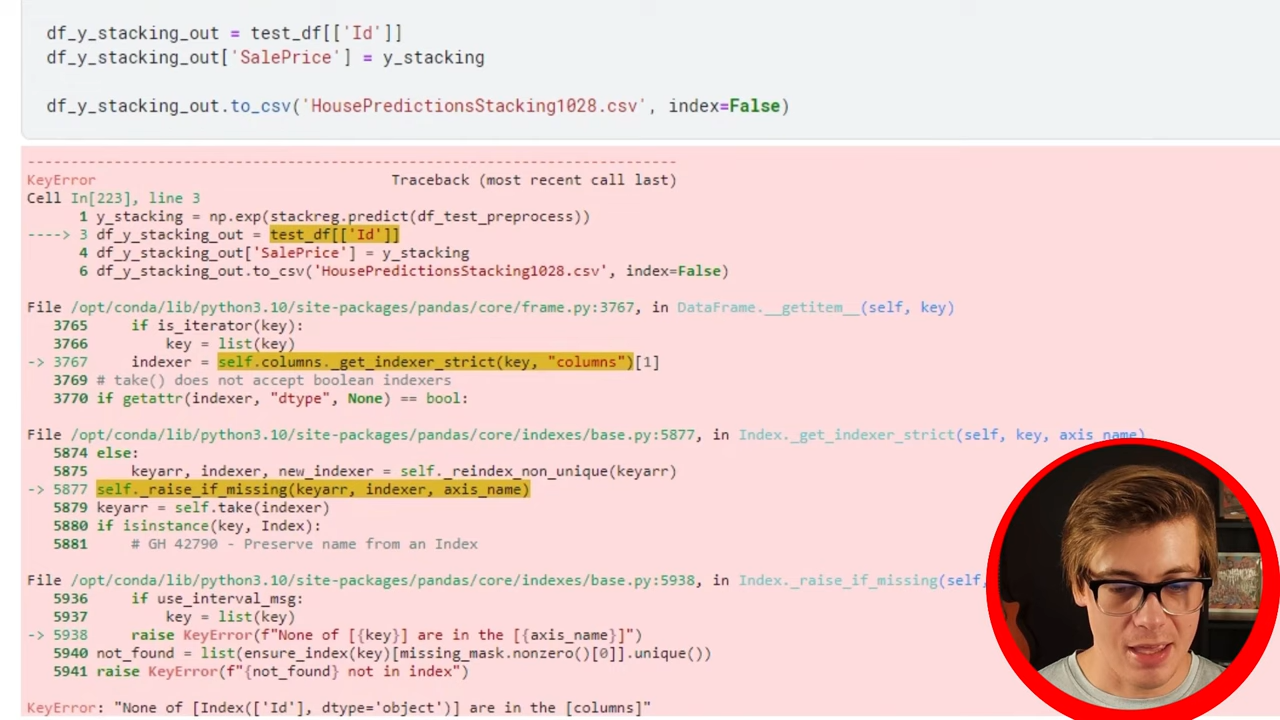 df_y_stacking_out = test_df[['Id']]
df_y_stacking_out['SalePrice'] = y_stacking
df_y_stacking_out.to_csv('HousePredictionsStacking1028.csv', index=False)
---------------------------------------------------------------------------
KeyError Traceback (most recent call last)
Cell In[223], line 3
1 y_stacking = np.exp(stackreg.predict(df_test_preprocess))
----> 3 df_y_stacking_out = test_df[['Id']]
4 df_y_stacking_out['SalePrice'] = y_stacking
6 df_y_stacking_out.to_csv('HousePredictionsStacking1028.csv', index=False)
File /opt/conda/lib/python3.10/site-packages/pandas/core/frame.py:3767, in DataFrame.__getitem__(self, key)
3765 if is_iterator(key):
3766 key = list(key)
-> 3767 indexer = self.columns._get_indexer_strict(key, "columns")[1]
3769 # take() does not accept boolean indexers
3770 if getattr(indexer, "dtype", None) == bool:
File /opt/conda/lib/python3.10/site-packages/pandas/core/indexes/base.py:5877, in Index._get_indexer_strict(self, key, axis_name)
5874 else:
5875 keyarr, indexer, new_indexer = self._reindex_non_unique(keyarr)
-> 5877 self._raise_if_missing(keyarr, indexer, axis_name)
5879 keyarr = self.take(indexer)
5880 if isinstance(key, Index):
5881 # GH 42790 - Preserve name from an Index
File /opt/conda/lib/python3.10/site-packages/pandas/core/indexes/base.py:5938, in Index._raise_if_missing(self,
5936 if use_interval_msg:
5937 key = list(key)
-> 5938 raise KeyError(f"None of [{key}] are in the [{axis_name}]")
5940 not_found = list(ensure_index(key)[missing_mask.nonzero()[0]].unique())
5941 raise KeyError(f"{not_found} not in index")
KeyError: "None of [Index(['Id'], dtype='object')] are in the [columns]"